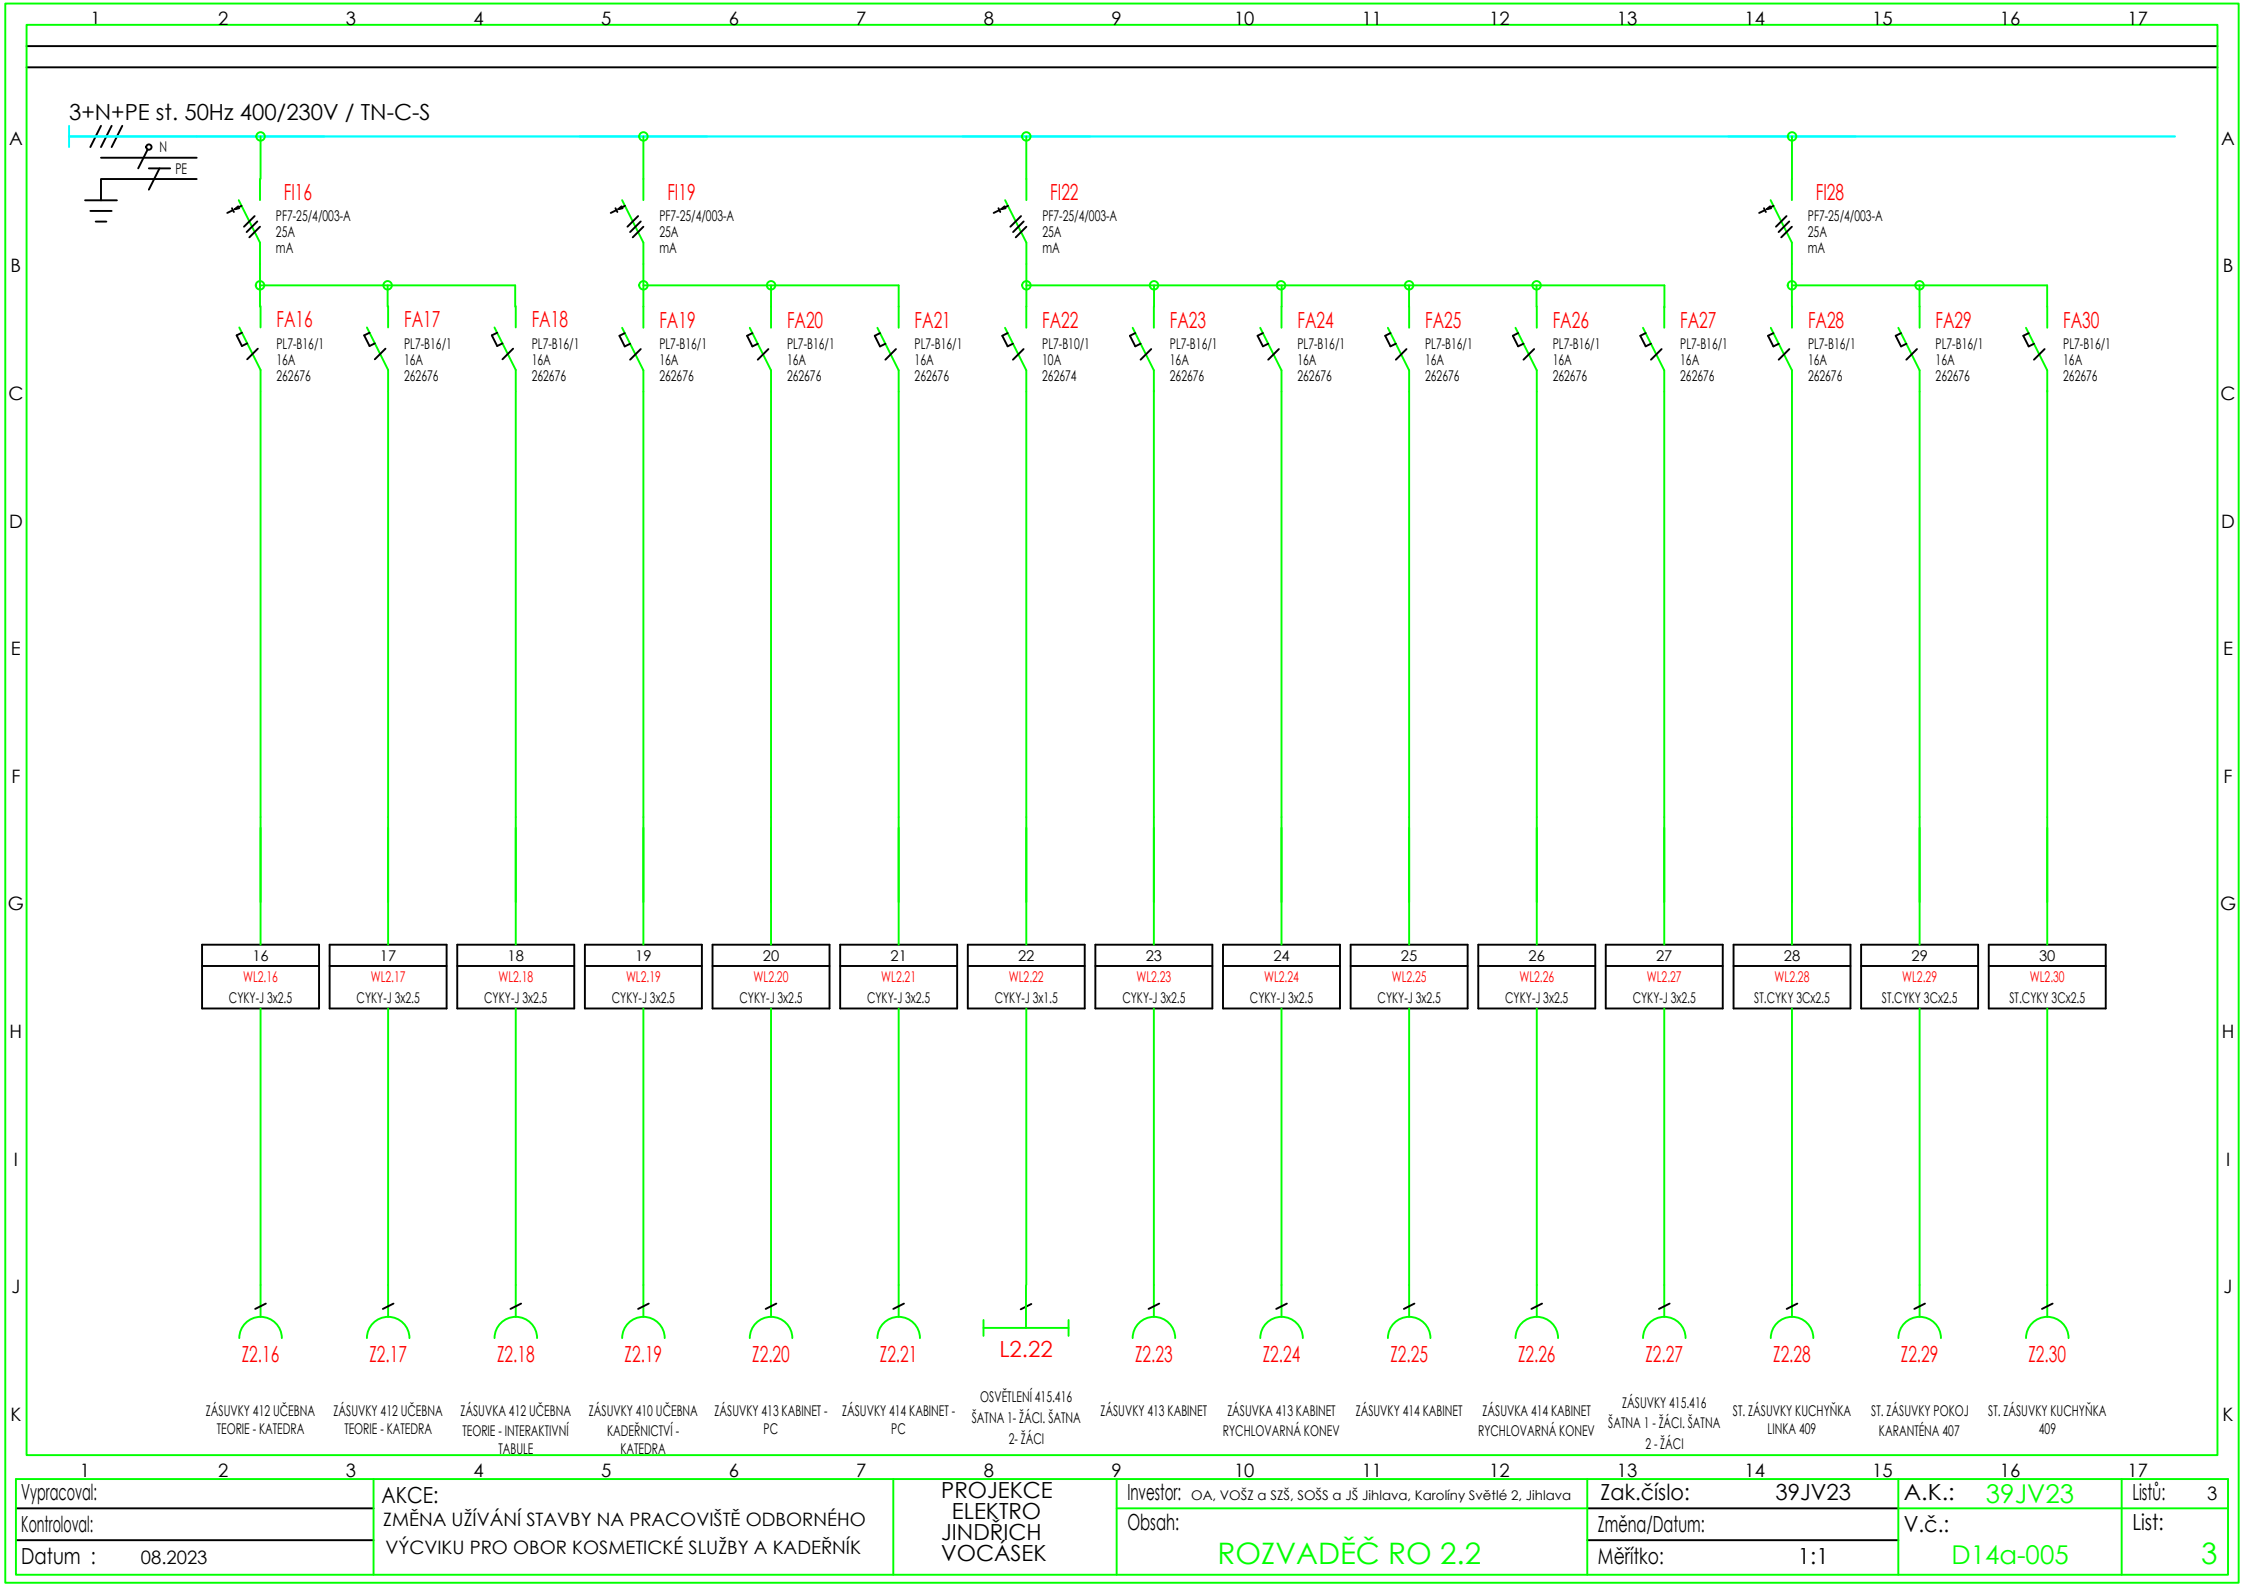 1 2 3 4 5 6 7 8 9 10 11 12 13 14 15 16 17
3+N+PE st. 50Hz 400/230V / TN-C-S
A A
N
PE
FI16 FI19 FI22 FI28
PF7-25/4/003-A PF7-25/4/003-A PF7-25/4/003-A PF7-25/4/003-A
25A 25A 25A 25A
mA mA mA mA
B B
FA16 FA17 FA18 FA19 FA20 FA21 FA22 FA23 FA24 FA25 FA26 FA27 FA28 FA29 FA30
PL7-B16/1 PL7-B16/1 PL7-B16/1 PL7-B16/1 PL7-B16/1 PL7-B16/1 PL7-B10/1 PL7-B16/1 PL7-B16/1 PL7-B16/1 PL7-B16/1 PL7-B16/1 PL7-B16/1 PL7-B16/1 PL7-B16/1
16A 16A 16A 16A 16A 16A 10A 16A 16A 16A 16A 16A 16A 16A 16A
262676 262676 262676 262676 262676 262676 262674 262676 262676 262676 262676 262676 262676 262676 262676
C C
D D
E E
F F
G G
16 17 18 19 20 21 22 23 24 25 26 27 28 29 30
WL2.16 WL2.17 WL2.18 WL2.19 WL2.20 WL2.21 WL2.22 WL2.23 WL2.24 WL2.25 WL2.26 WL2.27 WL2.28 WL2.29 WL2.30
CYKY-J 3x2.5 CYKY-J 3x2.5 CYKY-J 3x2.5 CYKY-J 3x2.5 CYKY-J 3x2.5 CYKY-J 3x2.5 CYKY-J 3x1.5 CYKY-J 3x2.5 CYKY-J 3x2.5 CYKY-J 3x2.5 CYKY-J 3x2.5 CYKY-J 3x2.5 ST.CYKY 3Cx2.5 ST.CYKY 3Cx2.5 ST.CYKY 3Cx2.5
H H
I I
J J
Z2.16 Z2.17 Z2.18 Z2.19 Z2.20 Z2.21 L2.22 Z2.23 Z2.24 Z2.25 Z2.26 Z2.27 Z2.28 Z2.29 Z2.30
K K
ZÁSUVKY 412 UČEBNA
TEORIE - KATEDRA
ZÁSUVKY 412 UČEBNA
TEORIE - KATEDRA
ZÁSUVKA 412 UČEBNA
TEORIE - INTERAKTIVNÍ
TABULE
ZÁSUVKY 410 UČEBNA
KADEŘNICTVÍ -
KATEDRA
ZÁSUVKY 413 KABINET -
PC
ZÁSUVKY 414 KABINET -
PC
OSVĚTLENÍ 415.416
ŠATNA 1- ŽÁCI. ŠATNA
2- ŽÁCI
ZÁSUVKY 413 KABINET
ZÁSUVKA 413 KABINET
RYCHLOVARNÁ KONEV
ZÁSUVKY 414 KABINET
ZÁSUVKA 414 KABINET
RYCHLOVARNÁ KONEV
ZÁSUVKY 415.416
ŠATNA 1 - ŽÁCI. ŠATNA
2 - ŽÁCI
ST. ZÁSUVKY KUCHYŇKA
LINKA 409
ST. ZÁSUVKY POKOJ
KARANTÉNA 407
ST. ZÁSUVKY KUCHYŇKA
409
1 2 3 4 5 6 7 8 9 10 11 12 13 14 15 16 17
Vypracoval:
Kontroloval:
Datum : 08.2023
AKCE:
ZMĚNA UŽÍVÁNÍ STAVBY NA PRACOVIŠTĚ ODBORNÉHO
VÝCVIKU PRO OBOR KOSMETICKÉ SLUŽBY A KADEŘNÍK
PROJEKCE
ELEKTRO
JINDŘICH
VOCÁSEK
Investor: OA, VOŠZ a SZŠ, SOŠS a JŠ Jihlava, Karolíny Světlé 2, Jihlava
Obsah:
ROZVADĚČ RO 2.2
Zak.číslo: 39JV23
Změna/Datum:
Měřítko: 1:1
A.K.: 39JV23
V.č.:
D14a-005
Listů: 3
List:
3